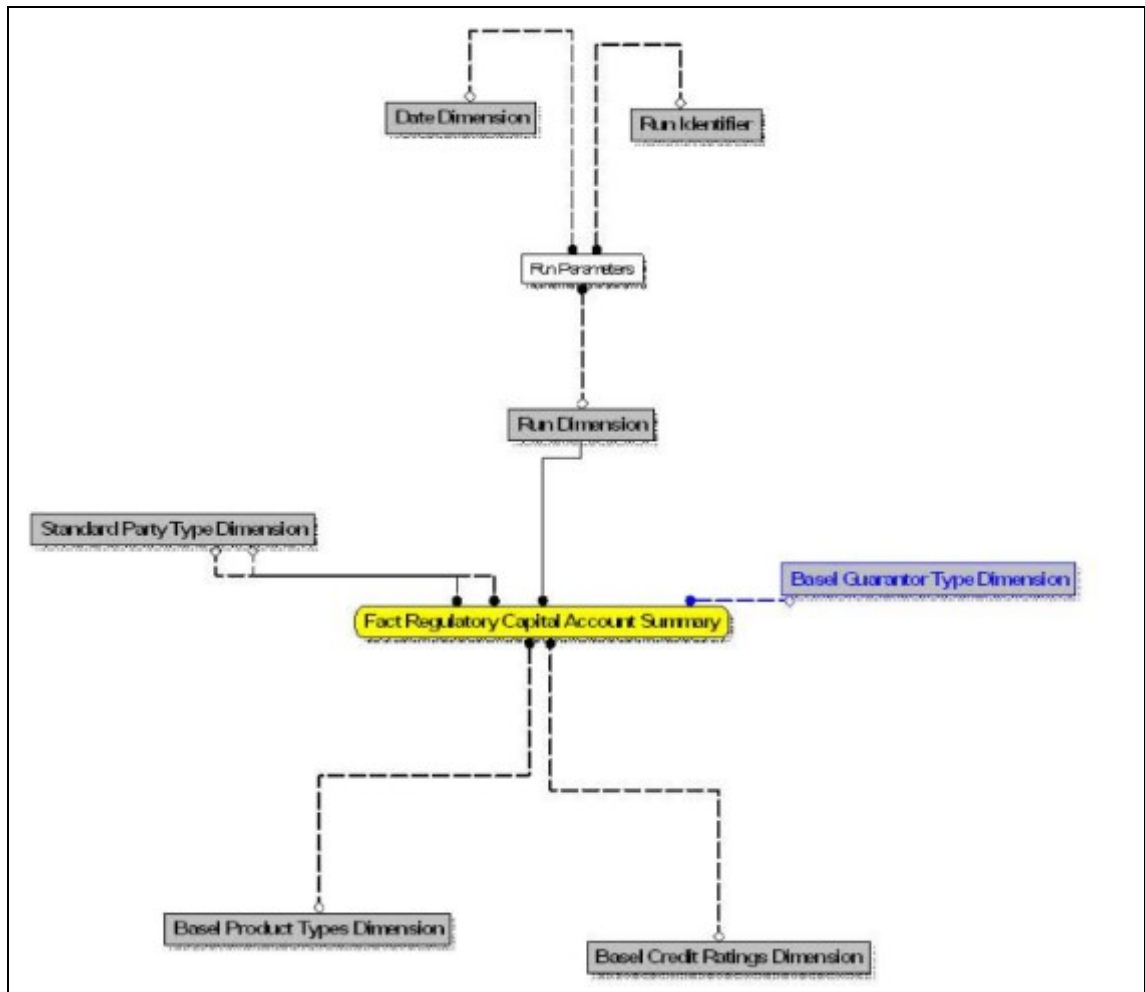 Date Dimension
Run Identifier
Run Parameters
Run Dimension
Standard Party Type Dimension
Basel Guarantor Type Dimension
Fact Regulatory Capital Account Summary
Basel Product Types Dimension
Basel Credit Ratings Dimension